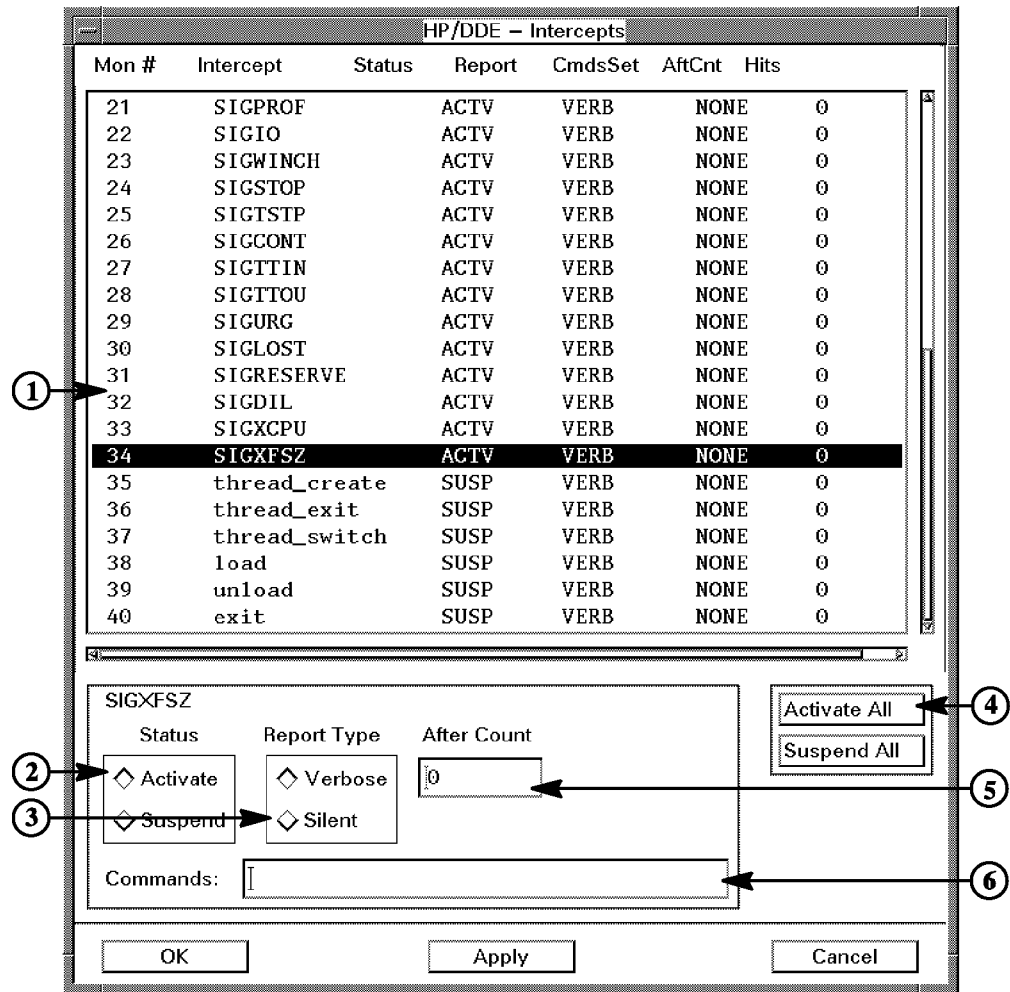 HP/DDE – Intercepts
Mon # Intercept Status Report CmdsSet AftCnt Hits
21 SIGPROF ACTV VERB NONE 0
22 SIGIO ACTV VERB NONE 0
23 SIGWINCH ACTV VERB NONE 0
24 SIGSTOP ACTV VERB NONE 0
25 SIGTSTP ACTV VERB NONE 0
26 SIGCONT ACTV VERB NONE 0
27 SIGTTIN ACTV VERB NONE 0
28 SIGTTOU ACTV VERB NONE 0
29 SIGURG ACTV VERB NONE 0
30 SIGLOST ACTV VERB NONE 0
31 SIGRESERVE ACTV VERB NONE 0
1
32 SIGDIL ACTV VERB NONE 0
33 SIGXCPU ACTV VERB NONE 0
34 SIGXFSZ ACTV VERB NONE 0
35 thread_create SUSP VERB NONE 0
36 thread_exit SUSP VERB NONE 0
37 thread_switch SUSP VERB NONE 0
38 load SUSP VERB NONE 0
39 unload SUSP VERB NONE 0
40 exit SUSP VERB NONE 0
SIGXFSZ
Activate All 4
Status Report Type After Count
Suspend All
2 Activate Verbose 0
5
3 Suspend Silent
Commands: 6
OK Apply Cancel